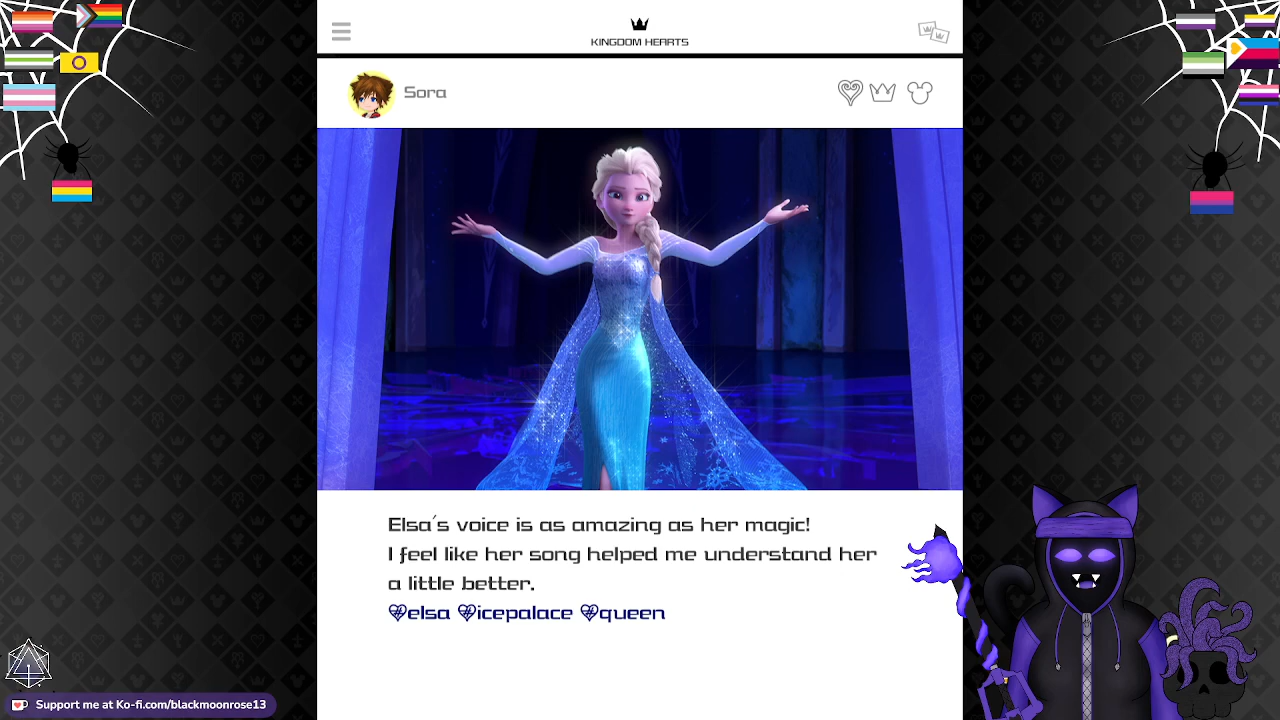 KINGDOM HEARTS
Sora
Elsa's voice is as amazing as her magic!
I feel like her song helped me understand her
a little better.
#elsa #icepalace #queen
Support me at Ko-fi.com/blackmoonrose13